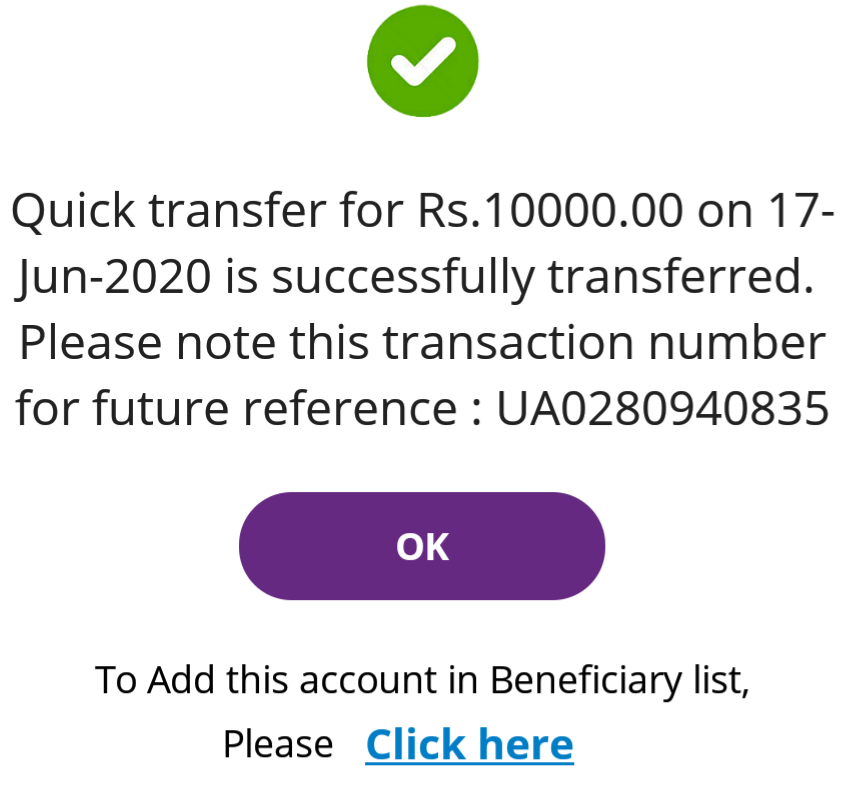 Quick transfer for Rs.10000.00 on 17-
Jun-2020 is successfully transferred.
Please note this transaction number
for future reference : UA0280940835
OK
To Add this account in Beneficiary list,
Please Click here